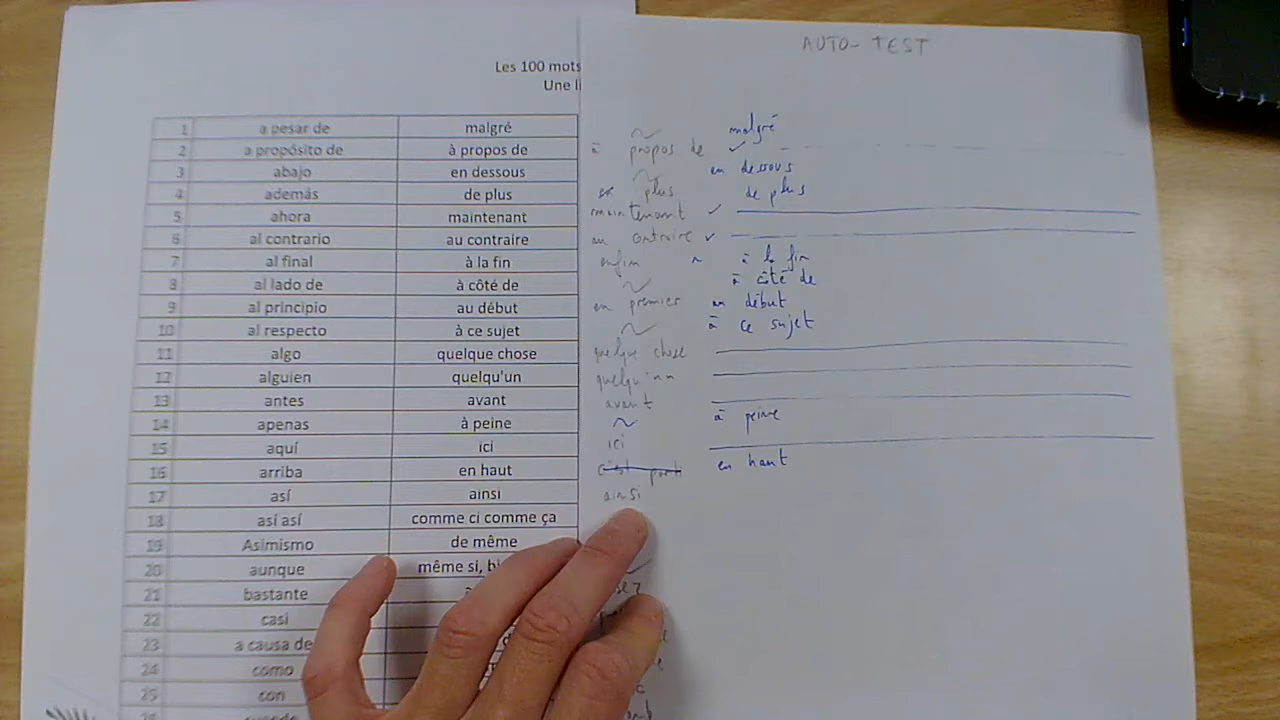 AUTO-TEST
Les 100 mots
Une li
1 a pesar de malgré ~ malgré
2 a propósito de à propos de à propos de ✓
3 abajo en dessous ~ en dessous
4 además de plus en plus de plus
5 ahora maintenant maintenant ✓
6 al contrario au contraire au contraire ✓
7 al final à la fin enfin ~ à la fin
8 al lado de à côté de ~ à côté de
9 al principio au début en premier au début
10 al respecto à ce sujet ~ à ce sujet
11 algo quelque chose quelque chose
12 alguien quelqu'un quelqu'un
13 antes avant avant
14 apenas à peine ~ à peine
15 aquí ici ici
16 arriba en haut c'est parti en haut
17 así ainsi ainsi
18 así así comme ci comme ça
19 Asimismo de même
20 aunque même si, bi
21 bastante
22 casi
23 a causa de
24 como
25 con